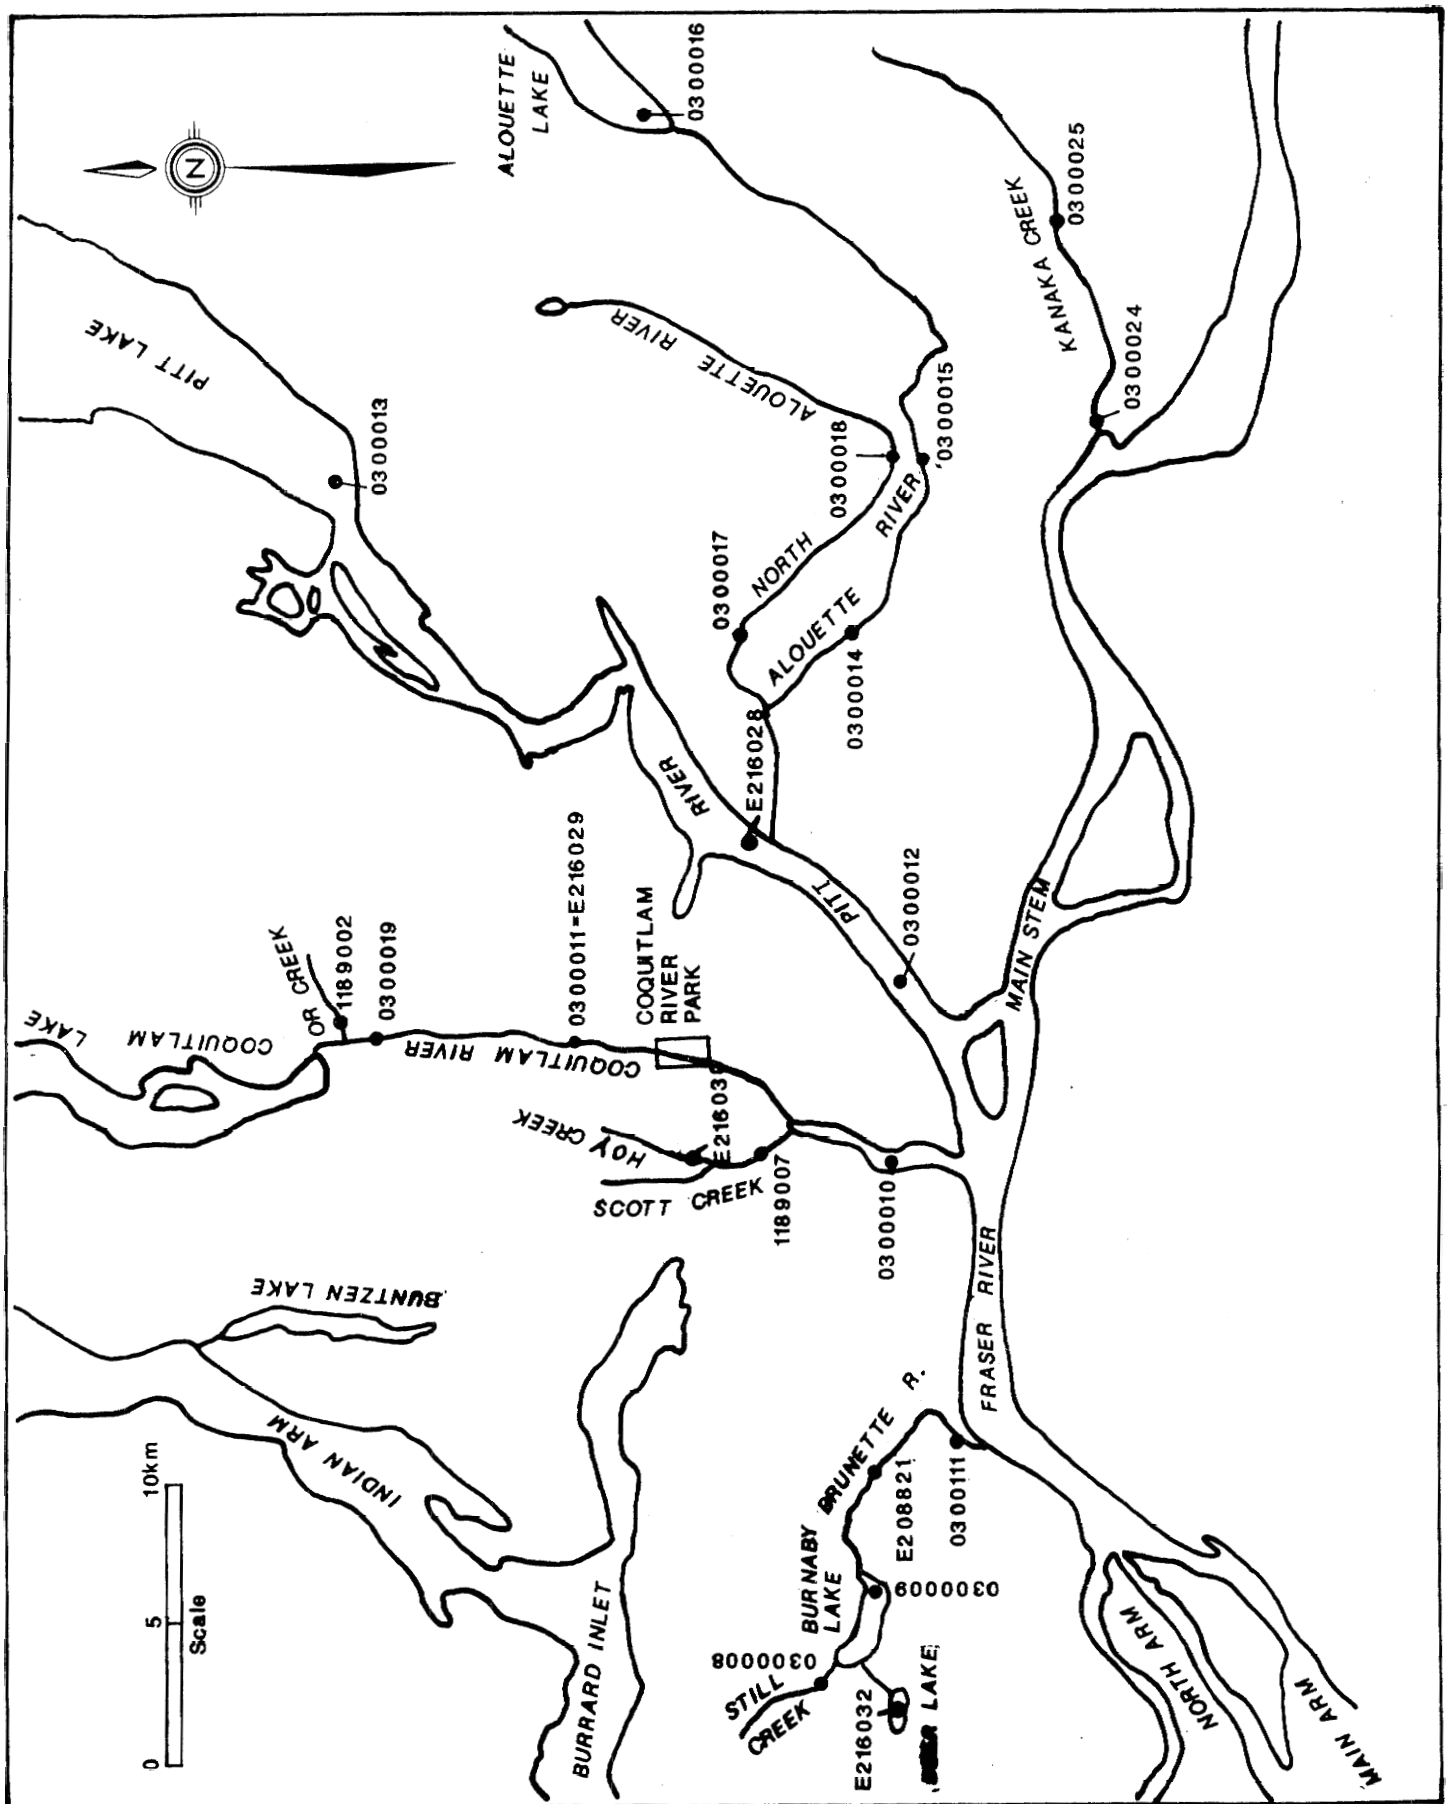 ALOUETTE
LAKE
0300016
N
PITT LAKE
0300013
ALOUETTE RIVER
KANAKA CREEK
0300025
0300024
0300015
0300018
0300017
NORTH
ALOUETTE RIVER
0300014
E216028
PITT RIVER
0300012
MAIN STEM
OR CREEK
1189002
0300019
0300011=E216029
COQUITLAM
RIVER
PARK
COQUITLAM LAKE
COQUITLAM RIVER
HOY CREEK
SCOTT CREEK
1189007
0300010
BUNTZEN LAKE
INDIAN ARM
BURRARD INLET
FRASER RIVER
BRUNETTE R.
E208821
0300111
BURNABY
LAKE
0300009
0300008
STILL
CREEK
E216032
LAKE
NORTH ARM
MAIN ARM
0 5 10km
Scale